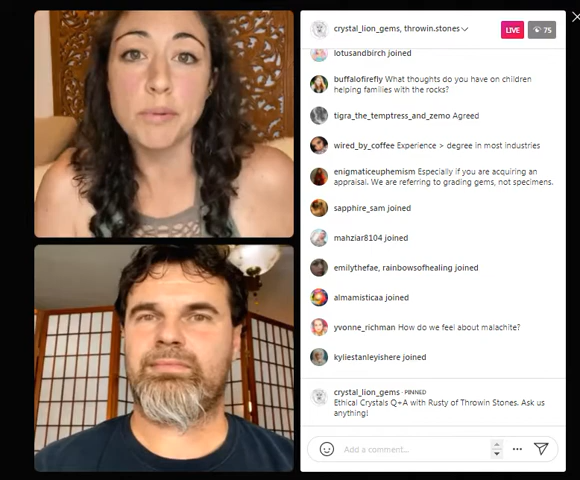 crystal_lion_gems, throwin.stones
LIVE
75
lotusandbirch joined
buffalofirefly What thoughts do you have on children
helping families with the rocks?
tigra_the_temptress_and_zemo Agreed
wired_by_coffee Experience > degree in most industries
enigmaticeuphemism Especially if you are acquiring an
appraisal. We are referring to grading gems, not specimens.
sapphire_sam joined
mahziar8104 joined
emilythefae, rainbowsofhealing joined
almamisticaa joined
yvonne_richman How do we feel about malachite?
kyliestanleyishere joined
crystal_lion_gems · PINNED
Ethical Crystals Q+A with Rusty of Throwin Stones. Ask us
anything!
Add a comment...